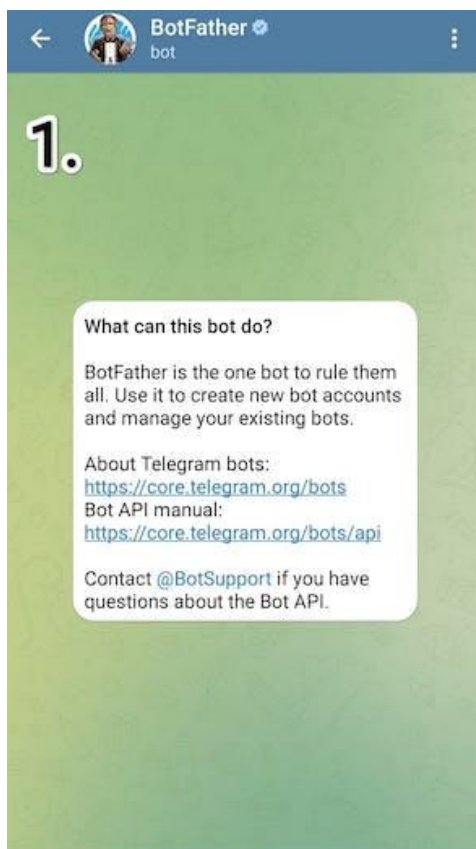 BotFather
bot
1.
What can this bot do?
BotFather is the one bot to rule them
all. Use it to create new bot accounts
and manage your existing bots.
About Telegram bots:
https://core.telegram.org/bots
Bot API manual:
https://core.telegram.org/bots/api
Contact @BotSupport if you have
questions about the Bot API.